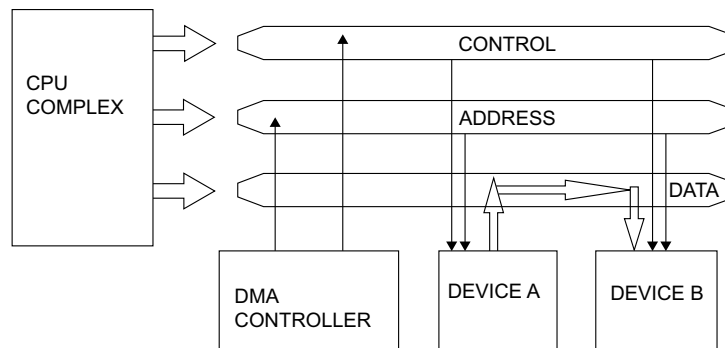 CONTROL
CPU
COMPLEX
ADDRESS
DATA
DMA
CONTROLLER
DEVICE A
DEVICE B